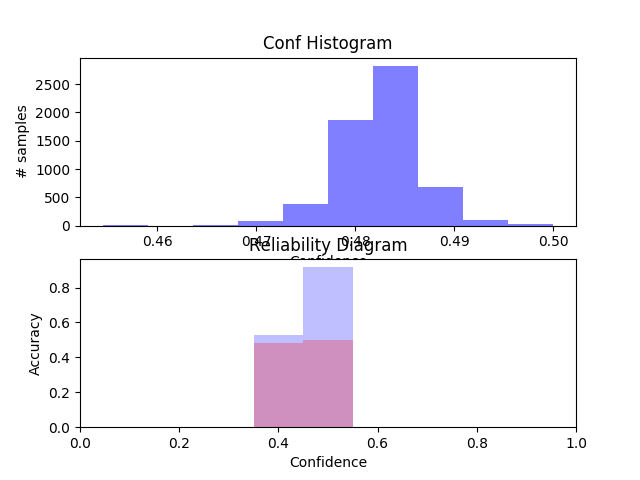 Conf Histogram
# samples
2500
2000
1500
1000
500
0
0.46 0.47 0.48 0.49 0.50
Confidence
Reliability Diagram
Accuracy
0.8
0.6
0.4
0.2
0.0
0.0 0.2 0.4 0.6 0.8 1.0
Confidence